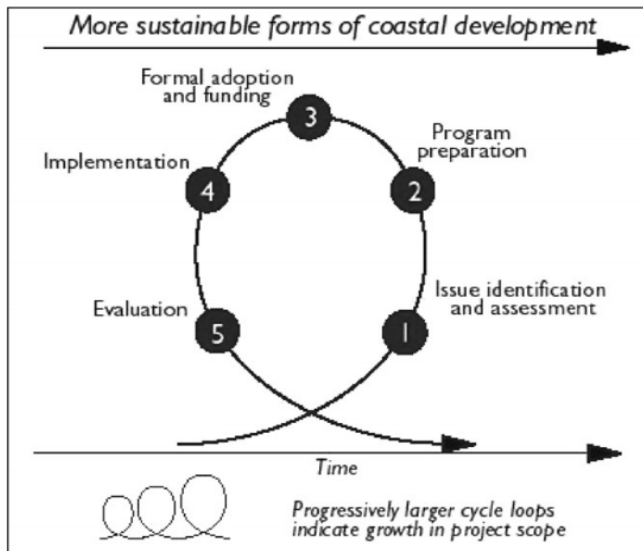 More sustainable forms of coastal development
Formal adoption
and funding
3
Program
preparation
Implementation
4
2
Issue identification
and assessment
Evaluation
5
1
Time
Progressively larger cycle loops
indicate growth in project scope